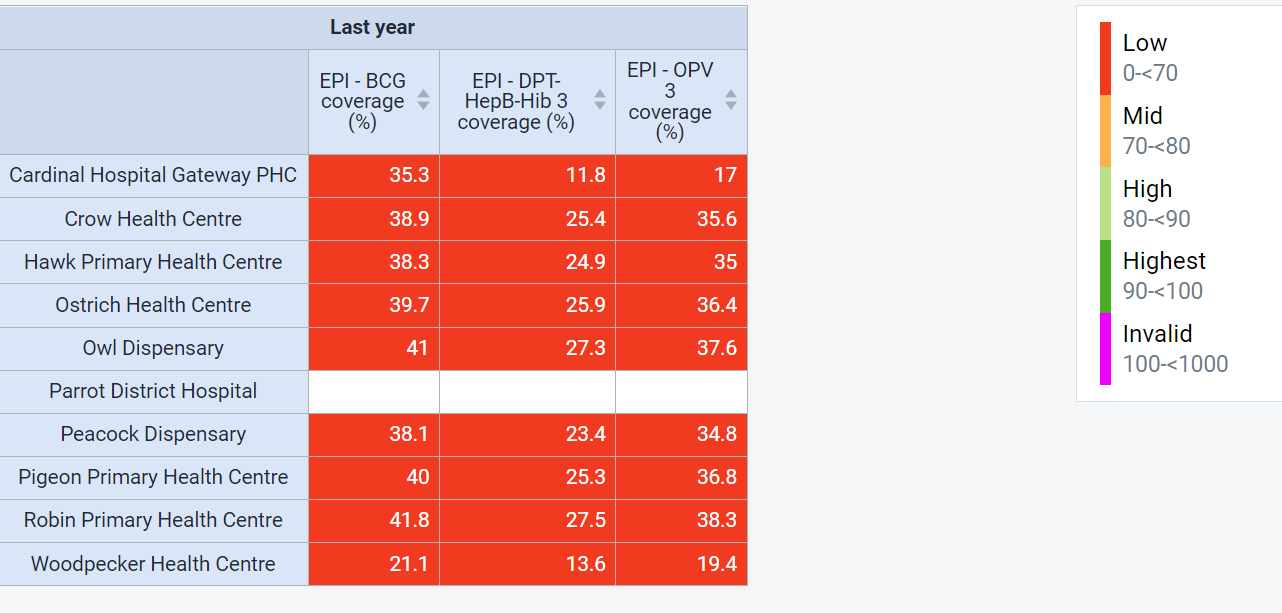 Last year
EPI - BCG
coverage
(%)
EPI - DPT-
HepB-Hib 3
coverage (%)
EPI - OPV
3
coverage
(%)
Cardinal Hospital Gateway PHC 35.3 11.8 17
Crow Health Centre 38.9 25.4 35.6
Hawk Primary Health Centre 38.3 24.9 35
Ostrich Health Centre 39.7 25.9 36.4
Owl Dispensary 41 27.3 37.6
Parrot District Hospital
Peacock Dispensary 38.1 23.4 34.8
Pigeon Primary Health Centre 40 25.3 36.8
Robin Primary Health Centre 41.8 27.5 38.3
Woodpecker Health Centre 21.1 13.6 19.4
Low
0-<70
Mid
70-<80
High
80-<90
Highest
90-<100
Invalid
100-<1000